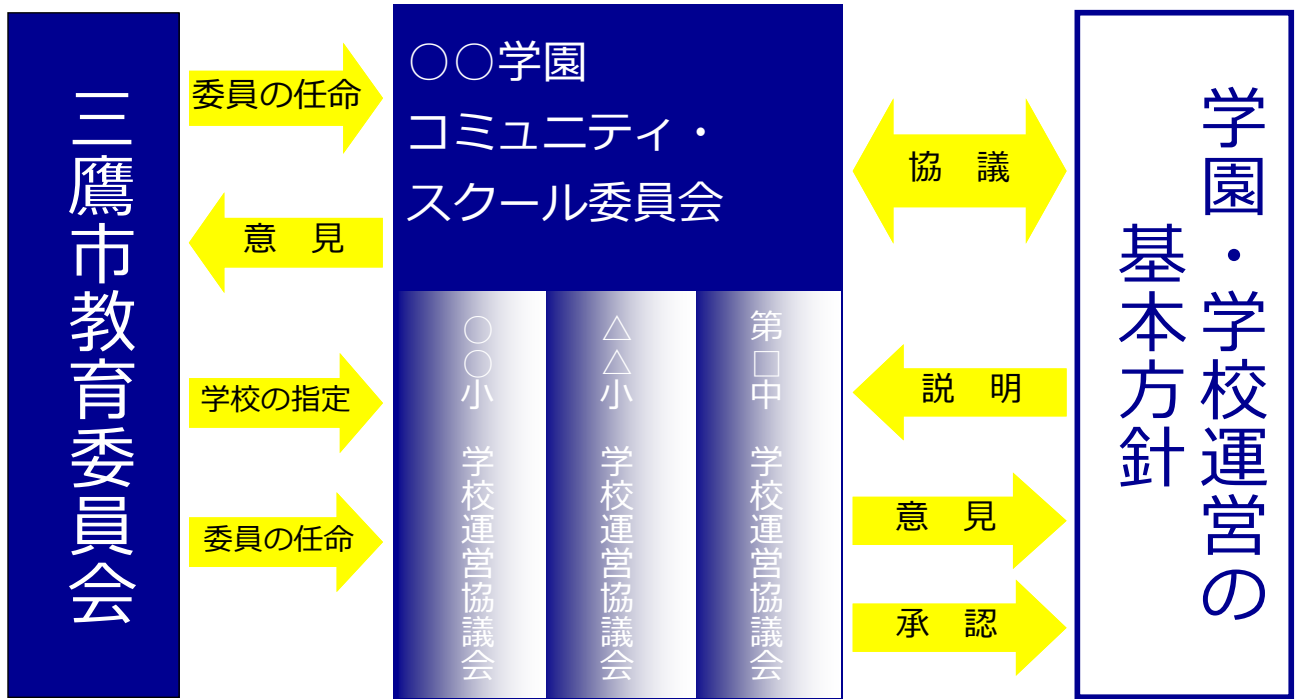 三鷹市教育委員会
委員の任命
意　見
学校の指定
委員の任命
○○学園
コミュニティ・
スクール委員会
○○小　学校運営協議会
△△小　学校運営協議会
第□中　学校運営協議会
協　議
説　明
意　見
承　認
学園・学校運営の
基本方針